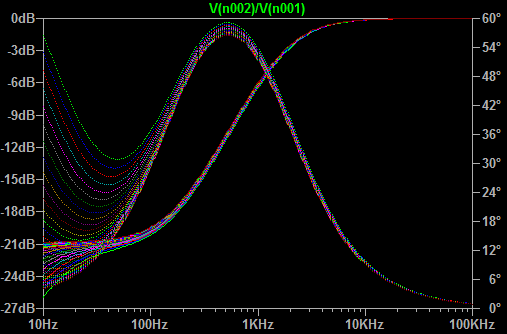 V(n002)/V(n001)
0dB 60°
-3dB 54°
-6dB 48°
-9dB 42°
-12dB 36°
-15dB 30°
-18dB 24°
-21dB 18°
-24dB 12°
-27dB 6°
0°
10Hz 100Hz 1KHz 10KHz 100KHz